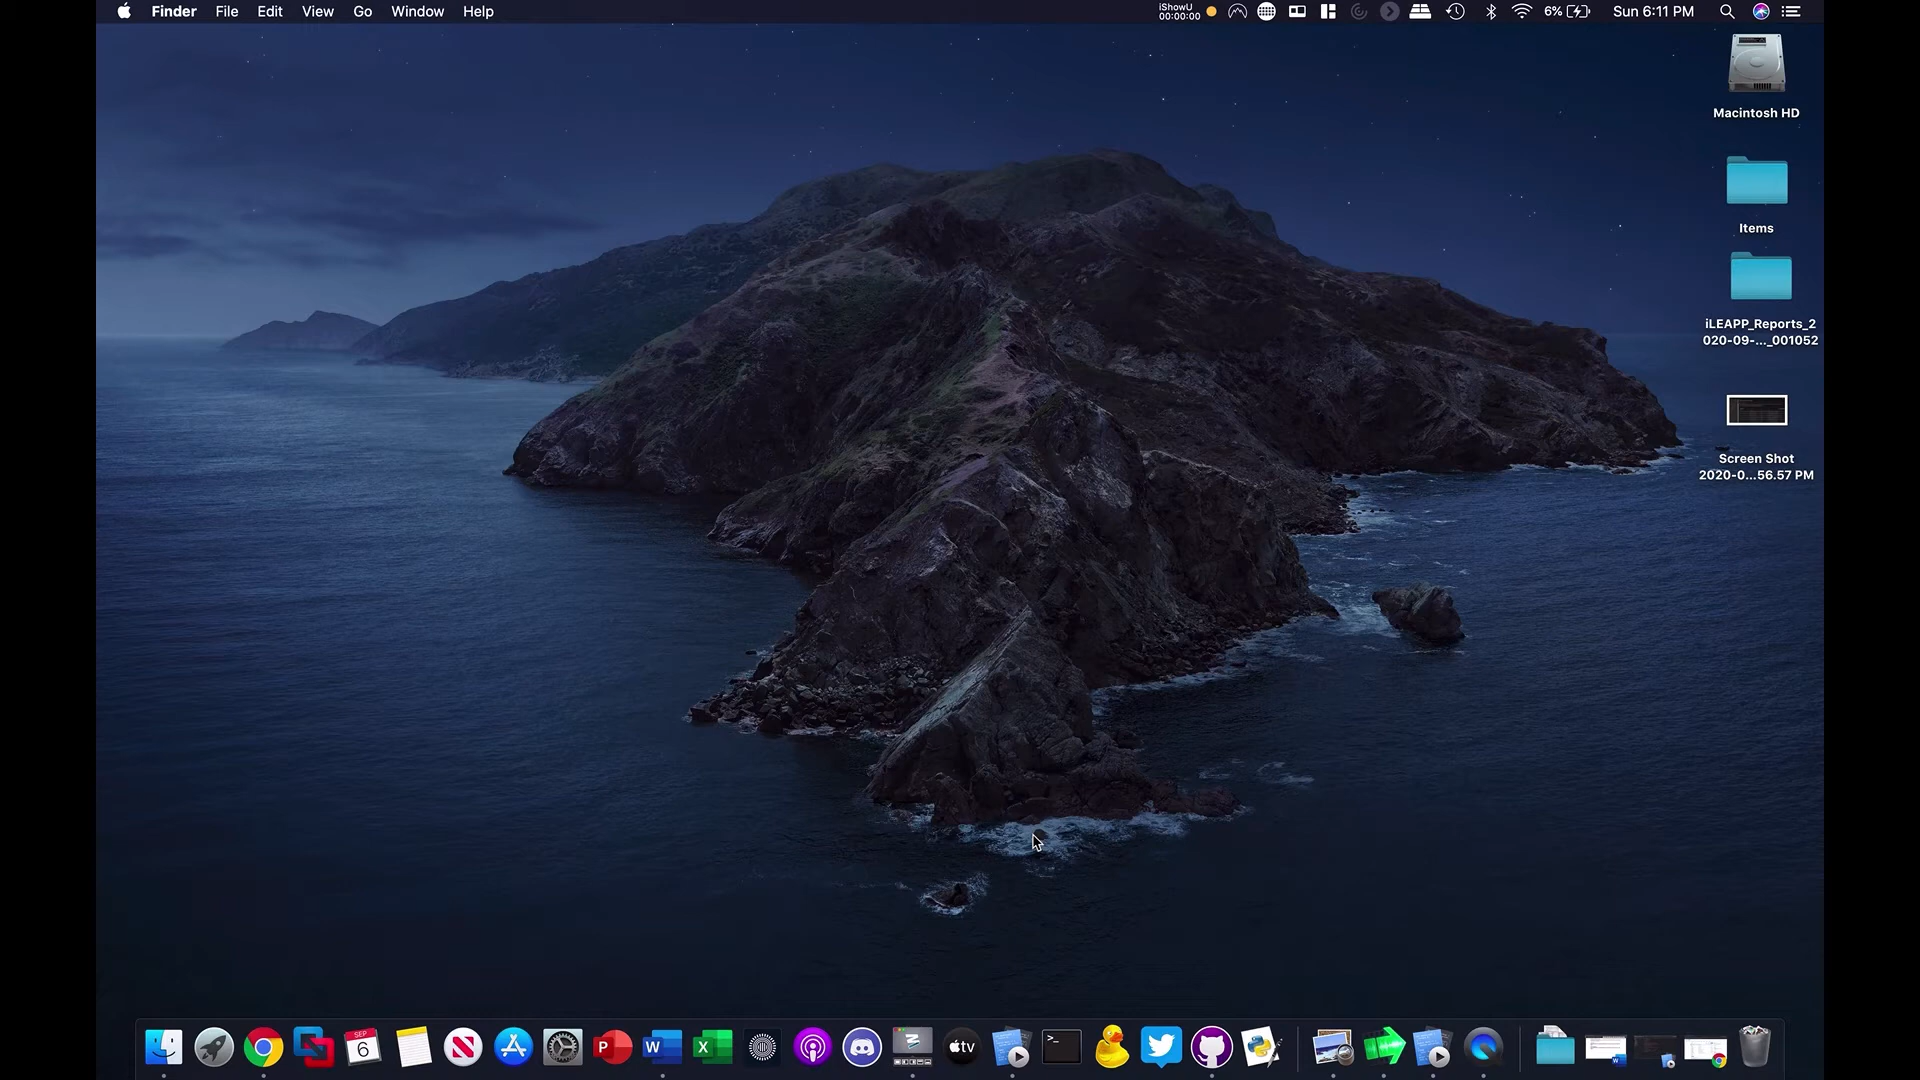 Finder File Edit View Go Window Help
iShowU
00:00:00
6% Sun 6:11 PM
Macintosh HD
Items
iLEAPP_Reports_2
020-09-..._001052
Screen Shot
2020-0...56.57 PM
SEP
6
P
W
X
tv
>_